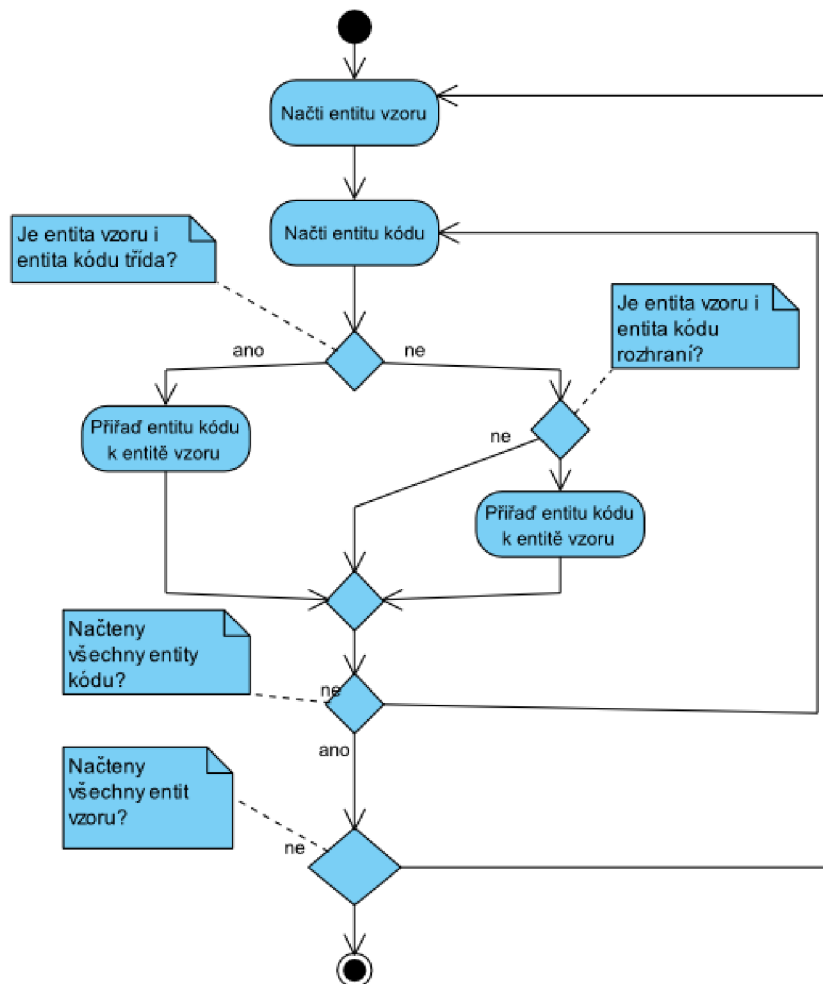 Načti entitu vzoru
Načti entitu kódu
Je entita vzoru i
entita kódu třída?
Je entita vzoru i
entita kódu
rozhraní?
ano
ne
Přiřaď entitu kódu
k entitě vzoru
ne
Přiřaď entitu kódu
k entitě vzoru
Načteny
všechny entity
kódu?
ne
ano
Načteny
všechny entit
vzoru?
ne